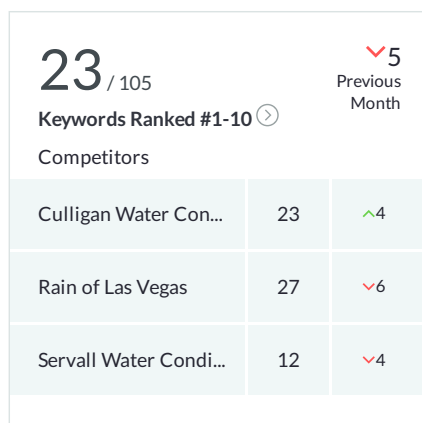 23 / 105
5
Previous
Month
Keywords Ranked #1-10
Competitors
Culligan Water Con... 23 4
Rain of Las Vegas 27 6
Servall Water Condi... 12 4